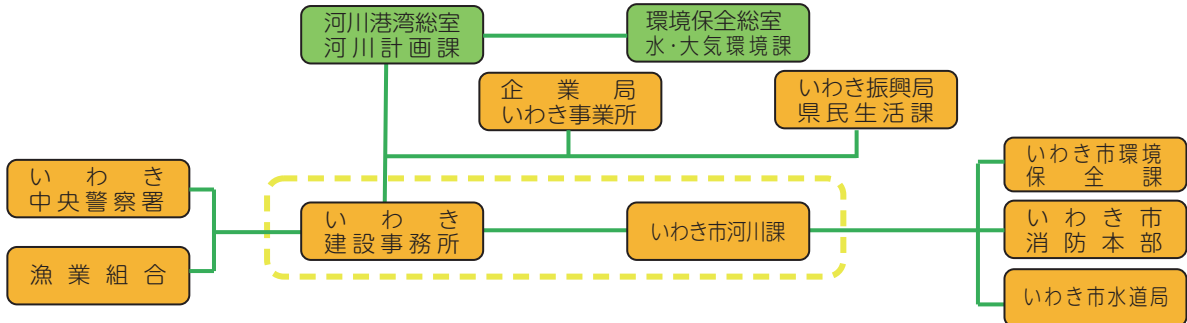 河川港湾総室
河川計画課
環境保全総室
水・大気環境課
企業局
いわき事業所
いわき振興局
県民生活課
いわき
中央警察署
漁業組合
いわき
建設事務所
いわき市河川課
いわき市環境
保全課
いわき市
消防本部
いわき市水道局